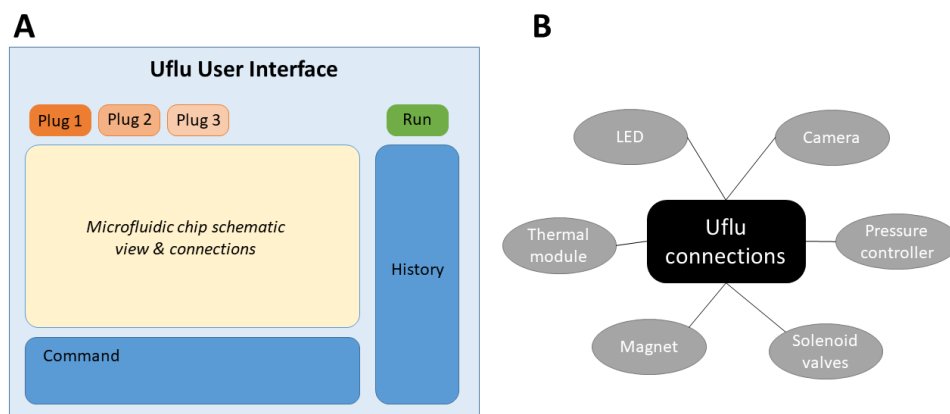 A
Uflu User Interface
Plug 1
Plug 2
Plug 3
Run
Microfluidic chip schematic
view & connections
History
Command
B
LED
Camera
Thermal
module
Uflu
connections
Pressure
controller
Magnet
Solenoid
valves